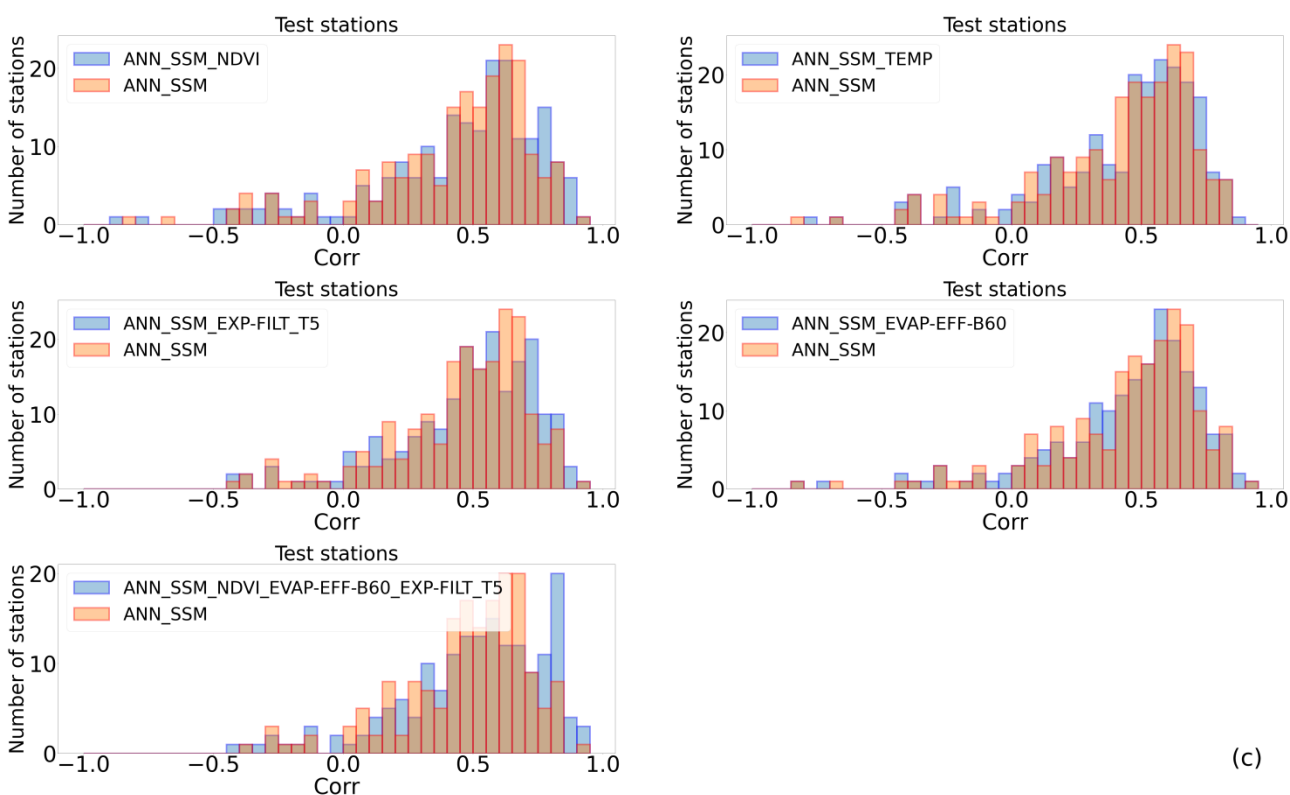 Test stations
Number of stations
20
10
0
ANN_SSM_NDVI
ANN_SSM
−1.0 −0.5 0.0 0.5 1.0
Corr
Test stations
Number of stations
20
10
0
ANN_SSM_TEMP
ANN_SSM
−1.0 −0.5 0.0 0.5 1.0
Corr
Test stations
Number of stations
20
10
0
ANN_SSM_EXP-FILT_T5
ANN_SSM
−1.0 −0.5 0.0 0.5 1.0
Corr
Test stations
Number of stations
20
10
0
ANN_SSM_EVAP-EFF-B60
ANN_SSM
−1.0 −0.5 0.0 0.5 1.0
Corr
Test stations
Number of stations
20
10
0
ANN_SSM_NDVI_EVAP-EFF-B60_EXP-FILT_T5
ANN_SSM
−1.0 −0.5 0.0 0.5 1.0
Corr
(c)